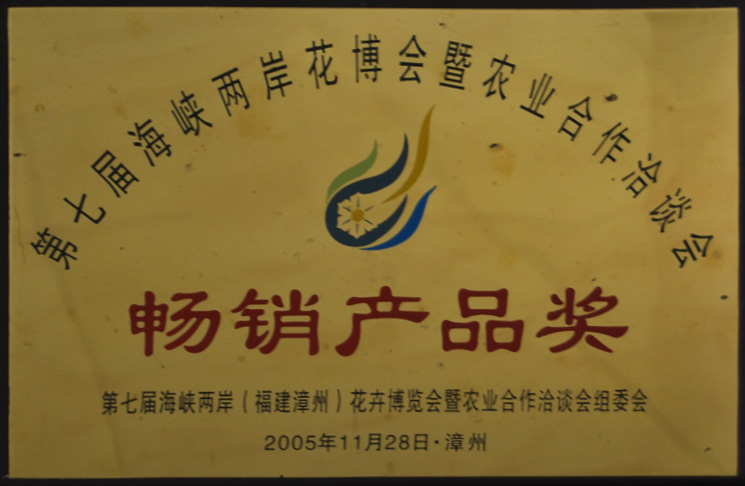 第七届海峡两岸花博会暨农业合作洽谈会
畅销产品奖
第七届海峡两岸(福建漳州)花卉博览会暨农业合作洽谈会组委会
2005年11月28日·漳州